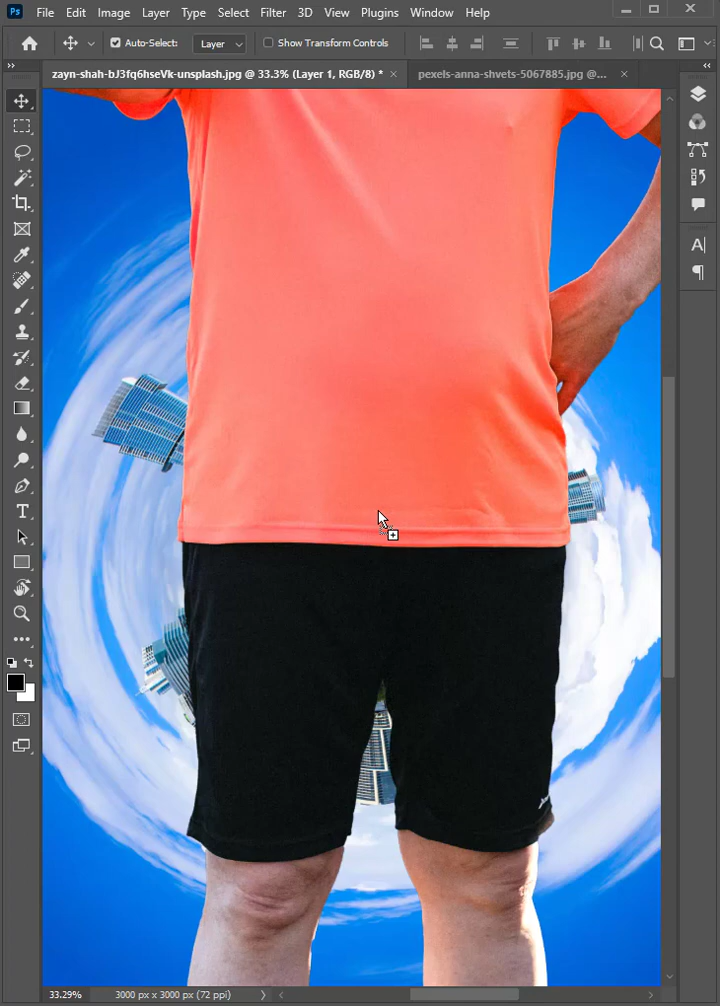 Ps File Edit Image Layer Type Select Filter 3D View Plugins Window Help
Auto-Select: Layer Show Transform Controls
zayn-shah-bJ3fq6hseVk-unsplash.jpg @ 33.3% (Layer 1, RGB/8) *
pexels-anna-shvets-5067885.jpg @...
33.29% 3000 px x 3000 px (72 ppi)